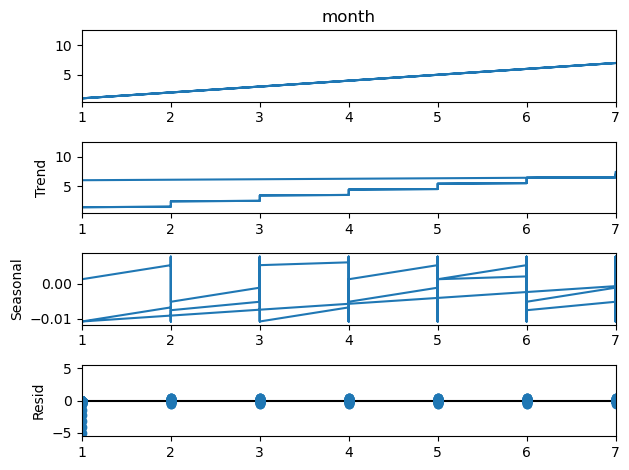 month
10
5
1 2 3 4 5 6 7
Trend
10
5
1 2 3 4 5 6 7
Seasonal
0.00
−0.01
1 2 3 4 5 6 7
Resid
5
0
−5
1 2 3 4 5 6 7